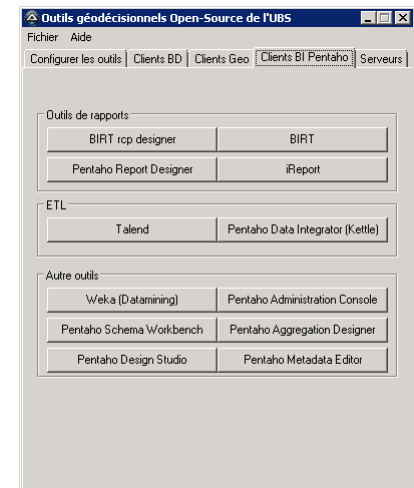 Outils géodécisionnels Open-Source de l'UBS
Fichier Aide
Configurer les outils Clients BD Clients Geo Clients BI Pentaho Serveurs
Outils de rapports
BIRT rcp designer BIRT
Pentaho Report Designer iReport
ETL
Talend Pentaho Data Integrator (Kettle)
Autre outils
Weka (Datamining) Pentaho Administration Console
Pentaho Schema Workbench Pentaho Aggregation Designer
Pentaho Design Studio Pentaho Metadata Editor